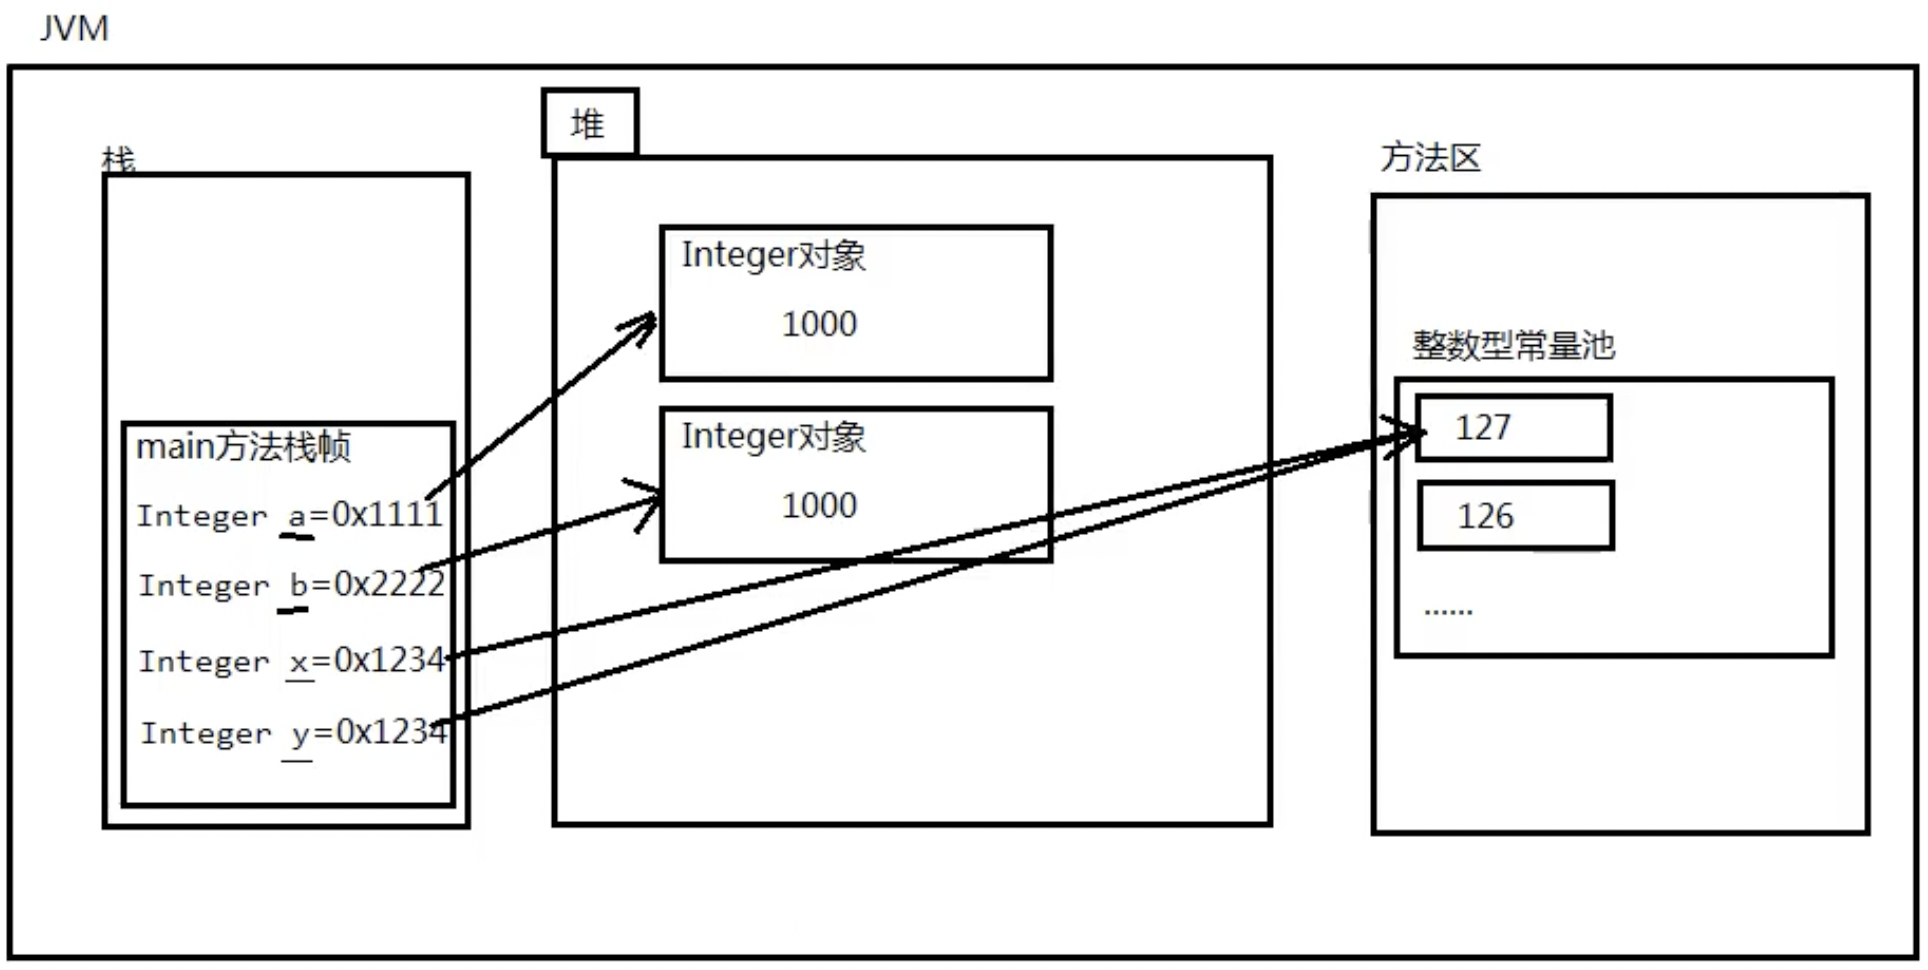 JVM
栈
堆
方法区
main方法栈帧
Integer a=0x1111
Integer b=0x2222
Integer x=0x1234
Integer y=0x1234
Integer对象
1000
Integer对象
1000
整数型常量池
127
126
......